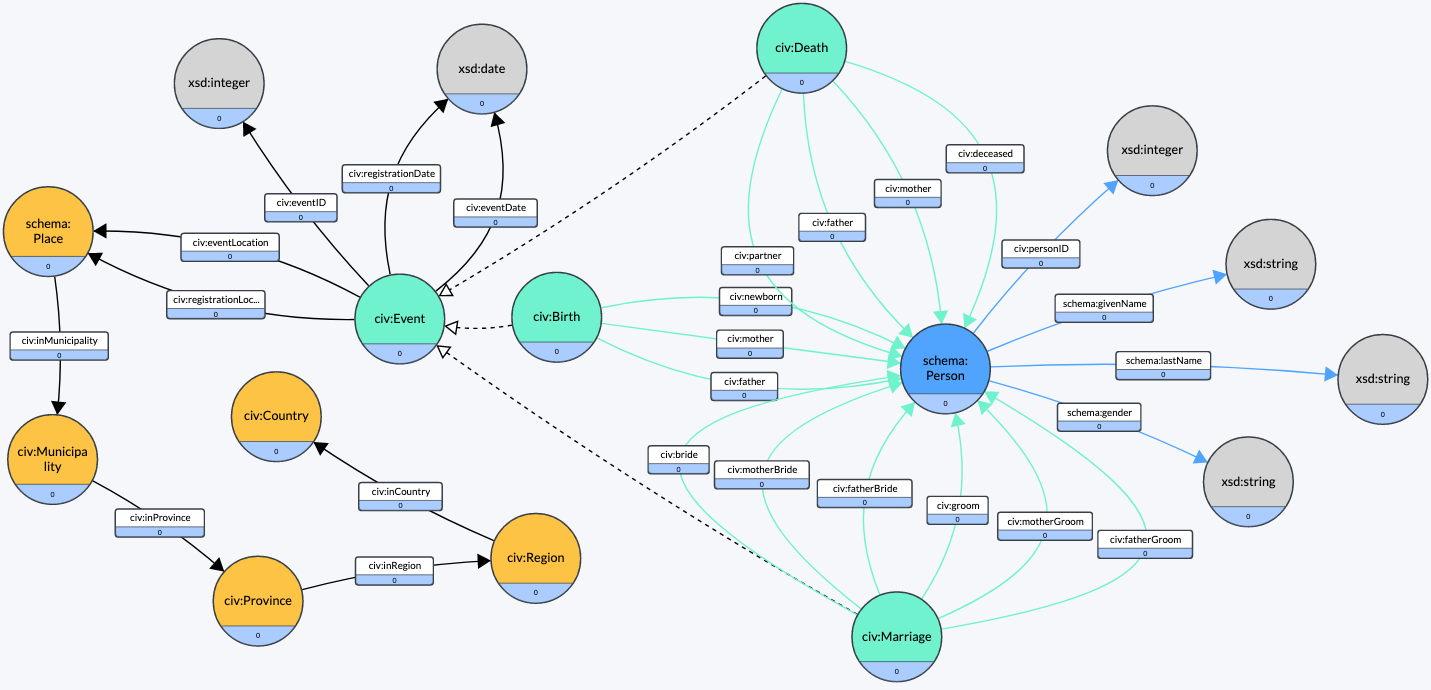 civ:Death
0
xsd:integer
0
xsd:date
0
civ:deceased
0
xsd:integer
0
civ:registrationDate
0
civ:mother
0
civ:eventID
0
civ:eventDate
0
civ:father
0
schema:
Place
0
civ:eventLocation
0
civ:partner
0
civ:personID
0
xsd:string
0
civ:registrationLoc...
0
civ:Event
0
civ:Birth
0
civ:newborn
0
schema:givenName
0
civ:inMunicipality
0
civ:mother
0
schema:
Person
0
schema:lastName
0
xsd:string
0
civ:father
0
civ:Country
0
schema:gender
0
civ:Municipa
lity
0
civ:bride
0
civ:motherBride
0
civ:fatherBride
0
xsd:string
0
civ:inCountry
0
civ:groom
0
civ:inProvince
0
civ:motherGroom
0
civ:fatherGroom
0
civ:Region
0
civ:inRegion
0
civ:Province
0
civ:Marriage
0